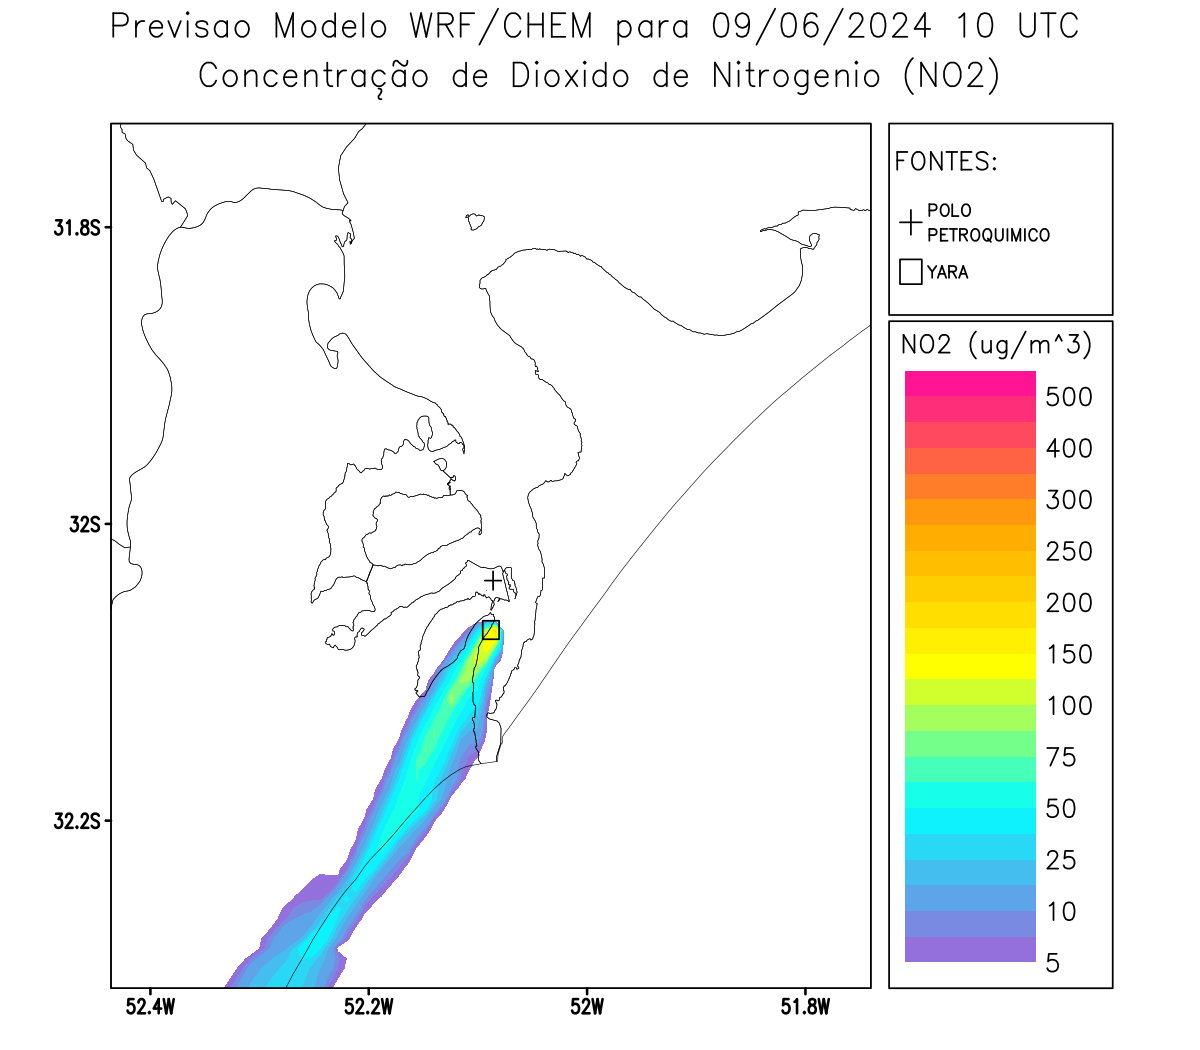 Previsao Modelo WRF/CHEM para 09/06/2024 10 UTC
Concentração de Dioxido de Nitrogenio (NO2)
FONTES:
POLO
PETROQUIMICO
YARA
NO2 (ug/m^3)
500
400
300
250
200
150
100
75
50
25
10
5
31.8S
32S
32.2S
52.4W
52.2W
52W
51.8W